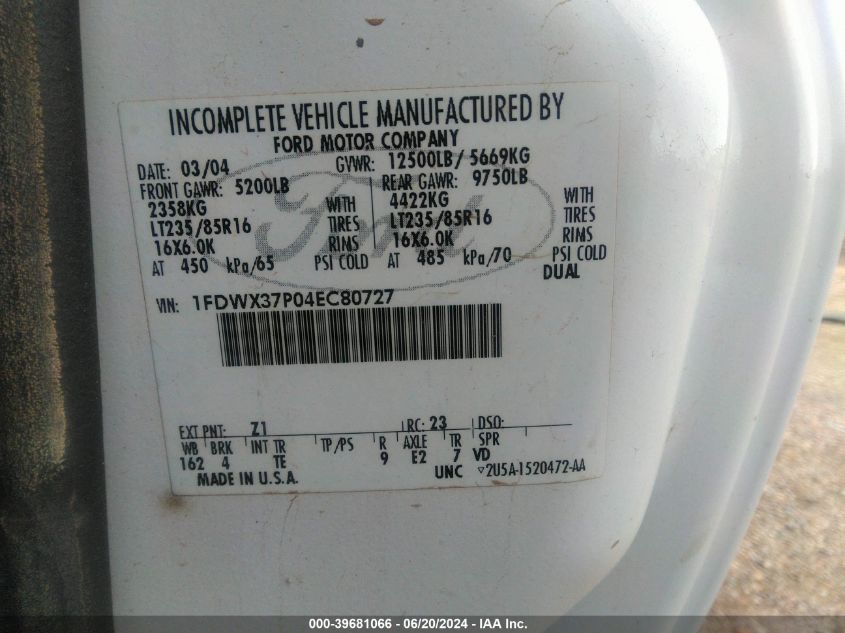 INCOMPLETE VEHICLE MANUFACTURED BY
FORD MOTOR COMPANY
DATE: 03/04 GVWR: 12500LB/ 5669KG
FRONT GAWR: 5200LB REAR GAWR: 9750LB
2358KG WITH 4422KG WITH
LT235/85R16 TIRES LT235/85R16 TIRES
16X6.0K RIMS 16X6.0K RIMS
AT 450 kPa/65 PSI COLD AT 485 kPa/70 PSI COLD
DUAL
Ford
VIN: 1FDWX37P04EC80727
EXT PNT: Z1 RC: 23 DSO:
WB BRK INT TR TP/PS R AXLE TR SPR
162 4 TE 9 E2 7 VD
MADE IN U.S.A. UNC ▽2U5A-1520472-AA
000-39681066 - 06/20/2024 - IAA Inc.